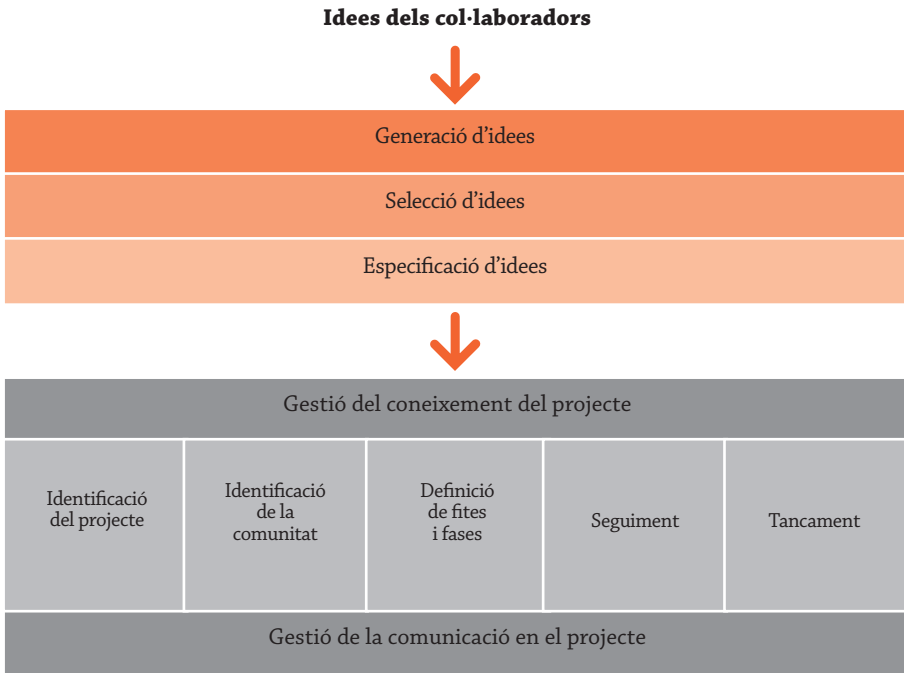 Idees dels col·laboradors
Generació d’idees
Selecció d’idees
Especificació d’idees
Gestió del coneixement del projecte
Identificació
del projecte
Identificació
de la
comunitat
Definició
de fites
i fases
Seguiment
Tancament
Gestió de la comunicació en el projecte